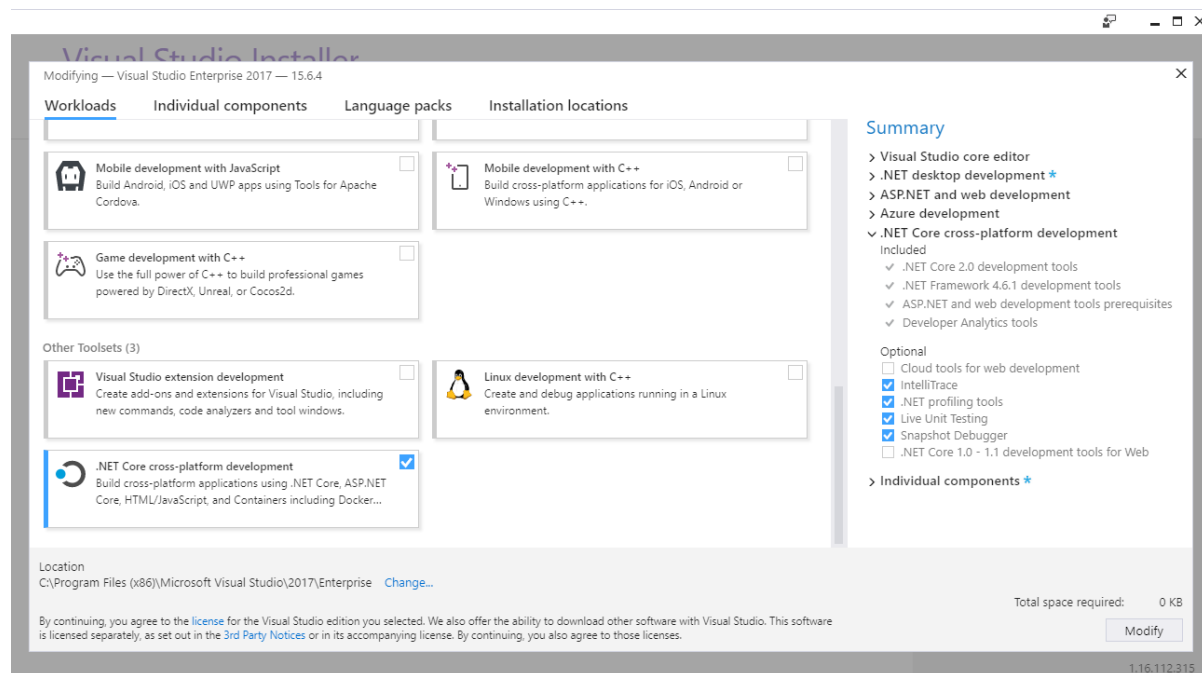 Visual Studio Installer
Modifying — Visual Studio Enterprise 2017 — 15.6.4
Workloads
Individual components
Language packs
Installation locations
Mobile development with JavaScript
Build Android, iOS and UWP apps using Tools for Apache
Cordova.
Mobile development with C++
Build cross-platform applications for iOS, Android or
Windows using C++.
Game development with C++
Use the full power of C++ to build professional games
powered by DirectX, Unreal, or Cocos2d.
Other Toolsets (3)
Visual Studio extension development
Create add-ons and extensions for Visual Studio, including
new commands, code analyzers and tool windows.
Linux development with C++
Create and debug applications running in a Linux
environment.
.NET Core cross-platform development
Build cross-platform applications using .NET Core, ASP.NET
Core, HTML/JavaScript, and Containers including Docker...
Summary
Visual Studio core editor
.NET desktop development *
ASP.NET and web development
Azure development
.NET Core cross-platform development
Included
.NET Core 2.0 development tools
.NET Framework 4.6.1 development tools
ASP.NET and web development tools prerequisites
Developer Analytics tools
Optional
Cloud tools for web development
IntelliTrace
.NET profiling tools
Live Unit Testing
Snapshot Debugger
.NET Core 1.0 - 1.1 development tools for Web
Individual components *
Location
C:\Program Files (x86)\Microsoft Visual Studio\2017\Enterprise Change...
Total space required: 0 KB
By continuing, you agree to the license for the Visual Studio edition you selected. We also offer the ability to download other software with Visual Studio. This software
is licensed separately, as set out in the 3rd Party Notices or in its accompanying license. By continuing, you also agree to those licenses.
Modify
1.16.112.315